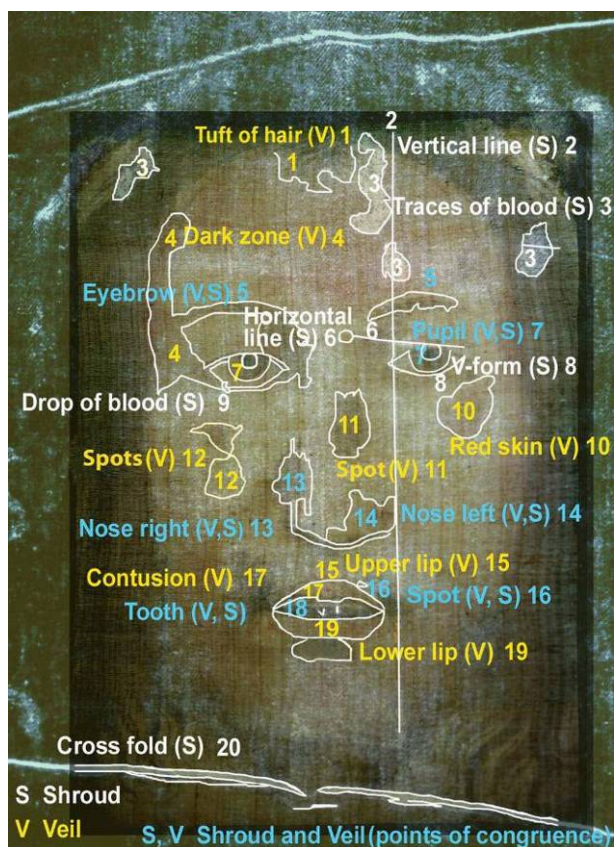 2
Tuft of hair (V) 1
Vertical line (S) 2
1
3
3
Traces of blood (S) 3
4 Dark zone (V) 4
3
3
Eyebrow (V,S) 5
5
Horizontal
line (S) 6
6
Pupil (V,S) 7
4
7
7
V-form (S) 8
8
Drop of blood (S) 9
10
11
Red skin (V) 10
Spots (V) 12
12
Spot (V) 11
13
14
Nose right (V,S) 13
Nose left (V,S) 14
15 Upper lip (V) 15
Contusion (V) 17
17
16
Spot (V, S) 16
Tooth (V, S)
18
19
Lower lip (V) 19
Cross fold (S) 20
S Shroud
V Veil
S, V Shroud and Veil (points of congruence)